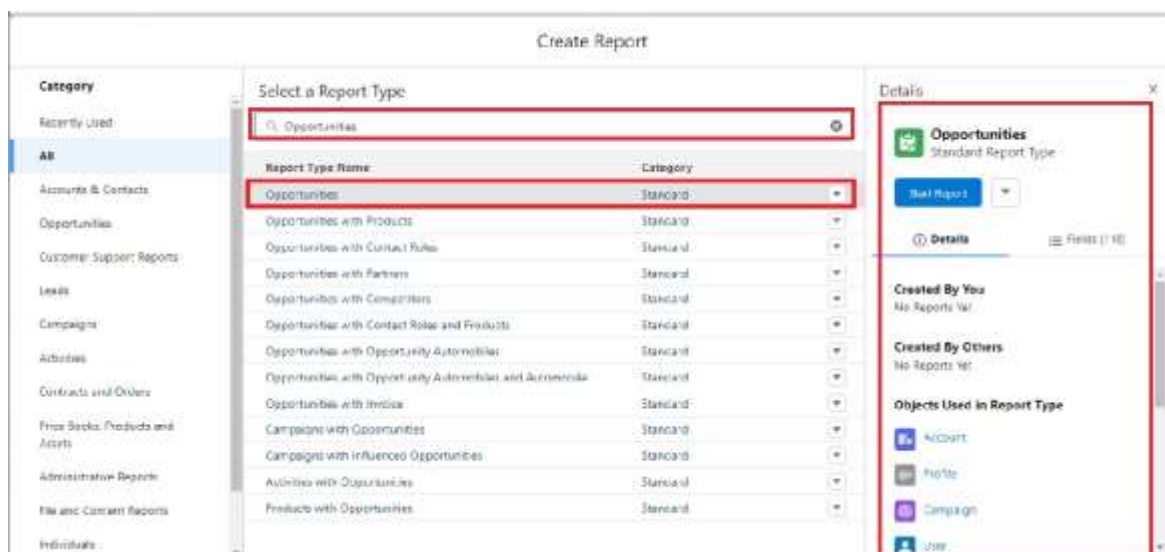 Create Report
Category
Recently Used
All
Accounts & Contacts
Opportunities
Customer Support Reports
Leads
Campaigns
Activities
Contracts and Orders
Price Books, Products and
Assets
Administrative Reports
File and Content Reports
Individuals
Select a Report Type
Opportunities
Report Type Name Category
Opportunities Standard
Opportunities with Products Standard
Opportunities with Contact Roles Standard
Opportunities with Partners Standard
Opportunities with Competitors Standard
Opportunities with Contact Roles and Products Standard
Opportunities with Opportunity Automobiles Standard
Opportunities with Opportunity Automobiles and Automobile Standard
Opportunities with Invoice Standard
Campaigns with Opportunities Standard
Campaigns with Influenced Opportunities Standard
Activities with Opportunities Standard
Products with Opportunities Standard
Details
Opportunities
Standard Report Type
Start Report
Details Fields
Created By You
No Reports Yet
Created By Others
No Reports Yet
Objects Used in Report Type
Account
Profile
Campaign
User